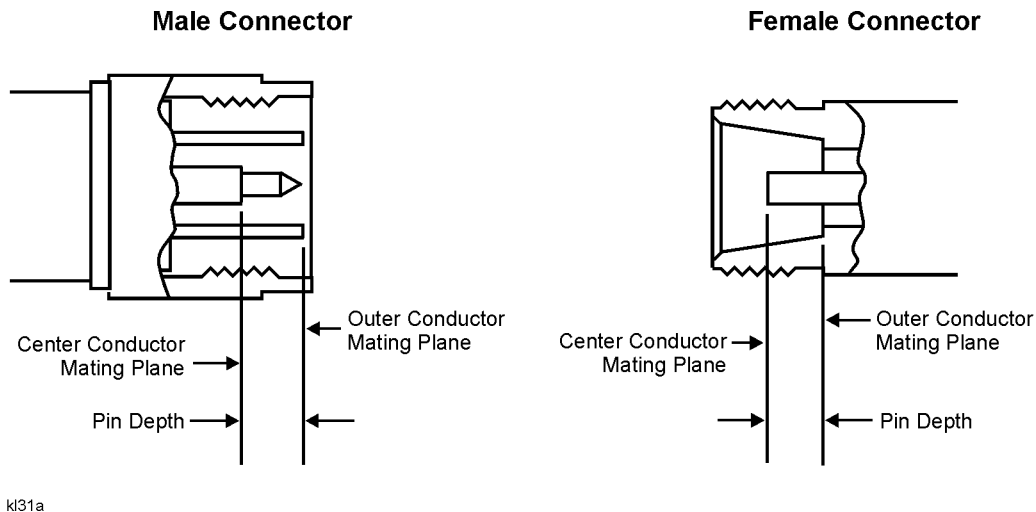 Male Connector
Female Connector
Center Conductor
Mating Plane
Outer Conductor
Mating Plane
Pin Depth
Center Conductor
Mating Plane
Outer Conductor
Mating Plane
Pin Depth
kl31a